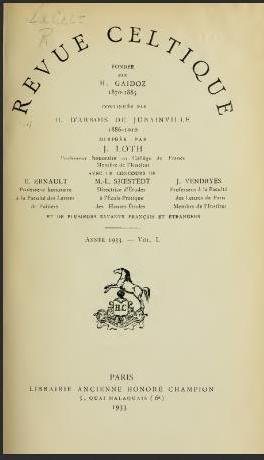 REVUE CELTIQUE
FONDÉE
PAR
H. GAIDOZ
1870-1885
CONTINUÉE PAR
H. D'ARBOIS DE JUBAINVILLE
1886-1910
DIRIGÉE PAR
J. LOTH
Professeur honoraire au Collège de France
Membre de l'Institut
AVEC LE CONCOURS DE
E. ERNAULT M.-L. SJŒSTEDT J. VENDRYÈS
Professeur honoraire Directrice d'Études Professeur à la Faculté
à la Faculté des Lettres à l'École Pratique des Lettres de Paris
de Poitiers des Hautes Études Membre de l'Institut
ET DE PLUSIEURS SAVANTS FRANÇAIS ET ÉTRANGERS
ANNÉE 1933. — VOL. L
H C
PARIS
LIBRAIRIE ANCIENNE HONORÉ CHAMPION
5, QUAI MALAQUAIS (6e)
1933